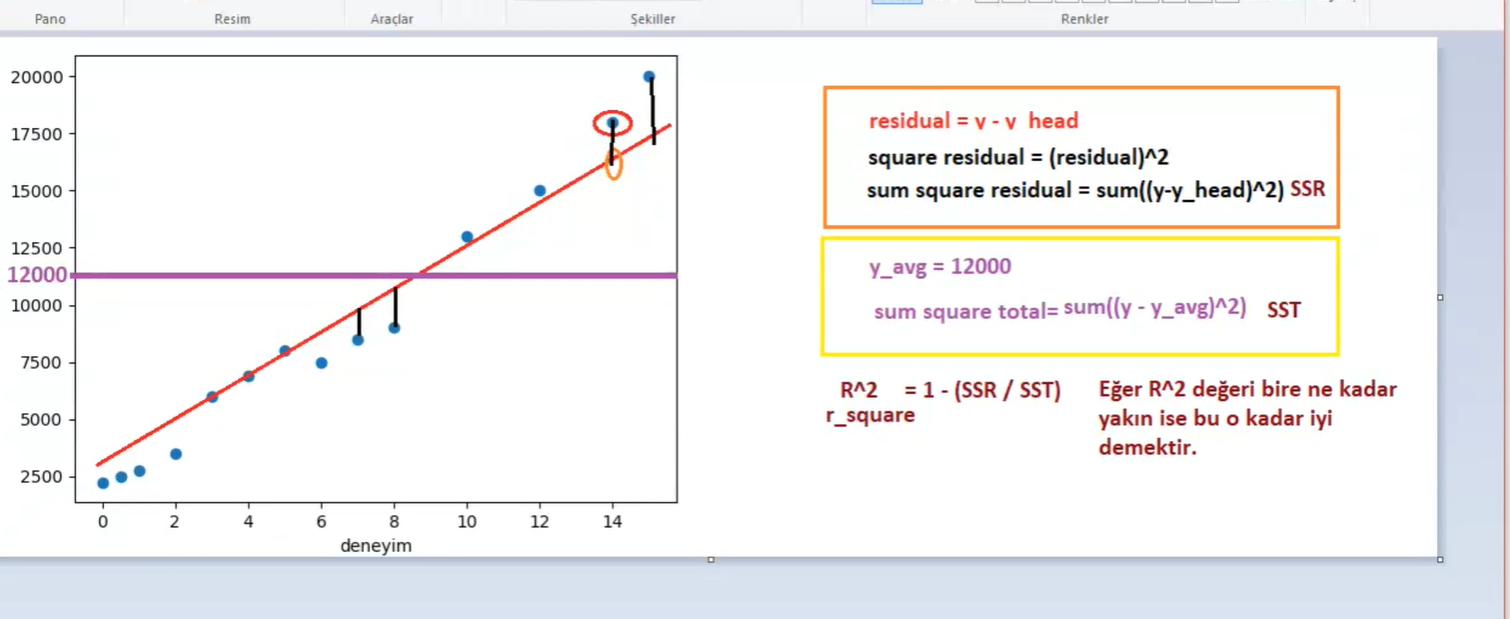 Pano Resim Araçlar Şekiller Renkler
20000
17500
15000
12500
12000
10000
7500
5000
2500
0 2 4 6 8 10 12 14
deneyim
residual = y - y head
square residual = (residual)^2
sum square residual = sum((y-y_head)^2) SSR
y_avg = 12000
sum square total= sum((y - y_avg)^2) SST
R^2 = 1 - (SSR / SST)
r_square
Eğer R^2 değeri bire ne kadar
yakın ise bu o kadar iyi
demektir.